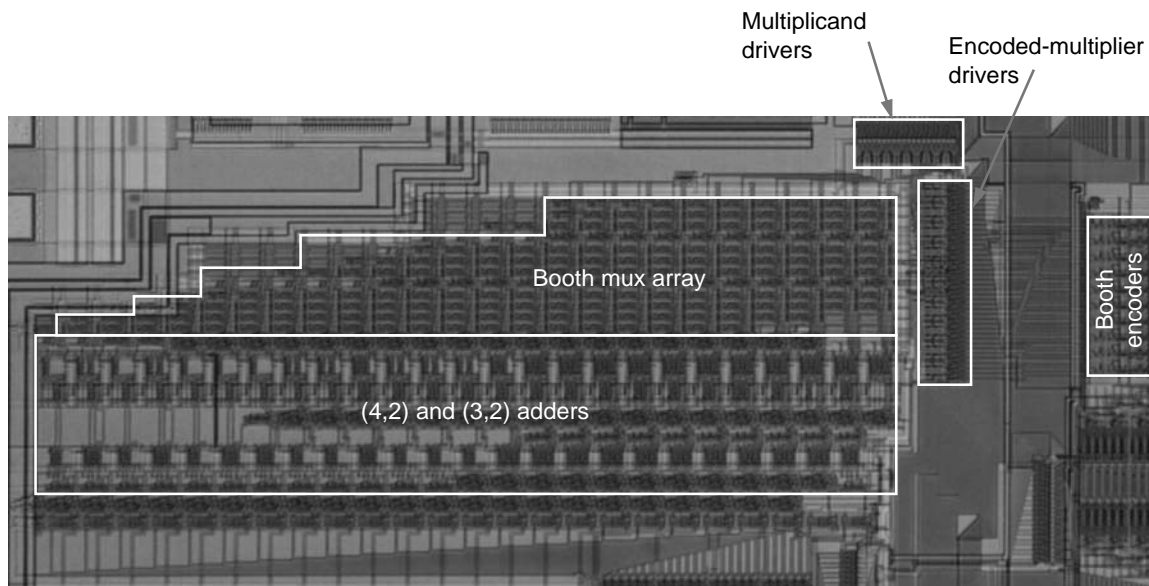 Multiplicand
drivers
Encoded-multiplier
drivers
Booth mux array
Booth
encoders
(4,2) and (3,2) adders